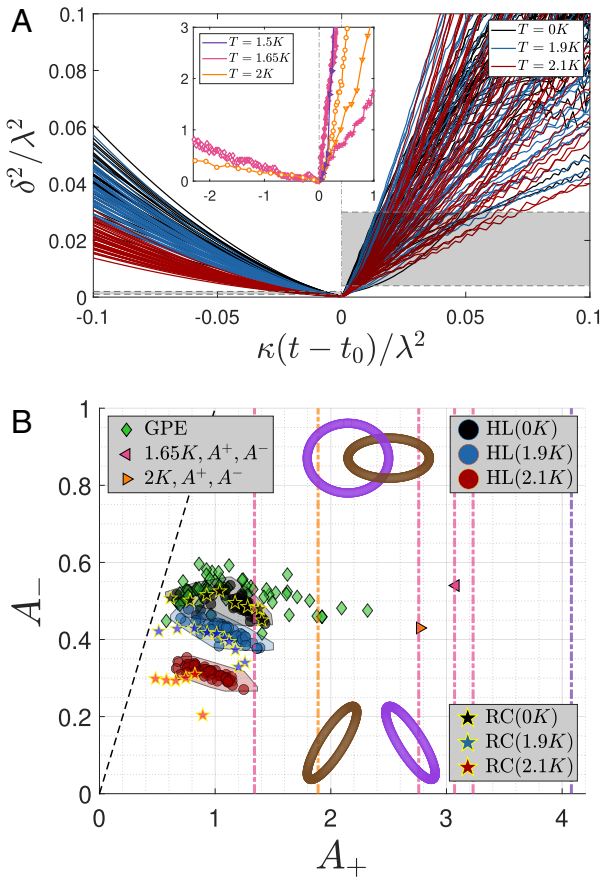 A
0.1
0.08
0.06
0.04
0.02
0
δ²/λ²
-0.1
-0.05
0
0.05
0.1
κ(t − t₀)/λ²
3
2
1
0
-2
-1
0
1
T = 1.5K
T = 1.65K
T = 2K
T = 0K
T = 1.9K
T = 2.1K
B
1
0.8
0.6
0.4
0.2
0
A₋
0
1
2
3
4
A₊
GPE
1.65K, A⁺, A⁻
2K, A⁺, A⁻
HL(0K)
HL(1.9K)
HL(2.1K)
RC(0K)
RC(1.9K)
RC(2.1K)